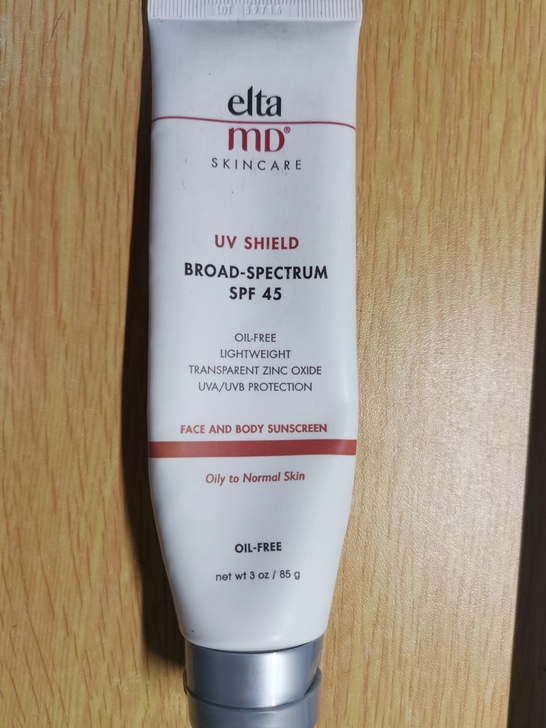 LOT
elta
MD®
SKINCARE
UV SHIELD
BROAD-SPECTRUM
SPF 45
OIL-FREE
LIGHTWEIGHT
TRANSPARENT ZINC OXIDE
UVA/UVB PROTECTION
FACE AND BODY SUNSCREEN
Oily to Normal Skin
OIL-FREE
net wt 3 oz / 85 g